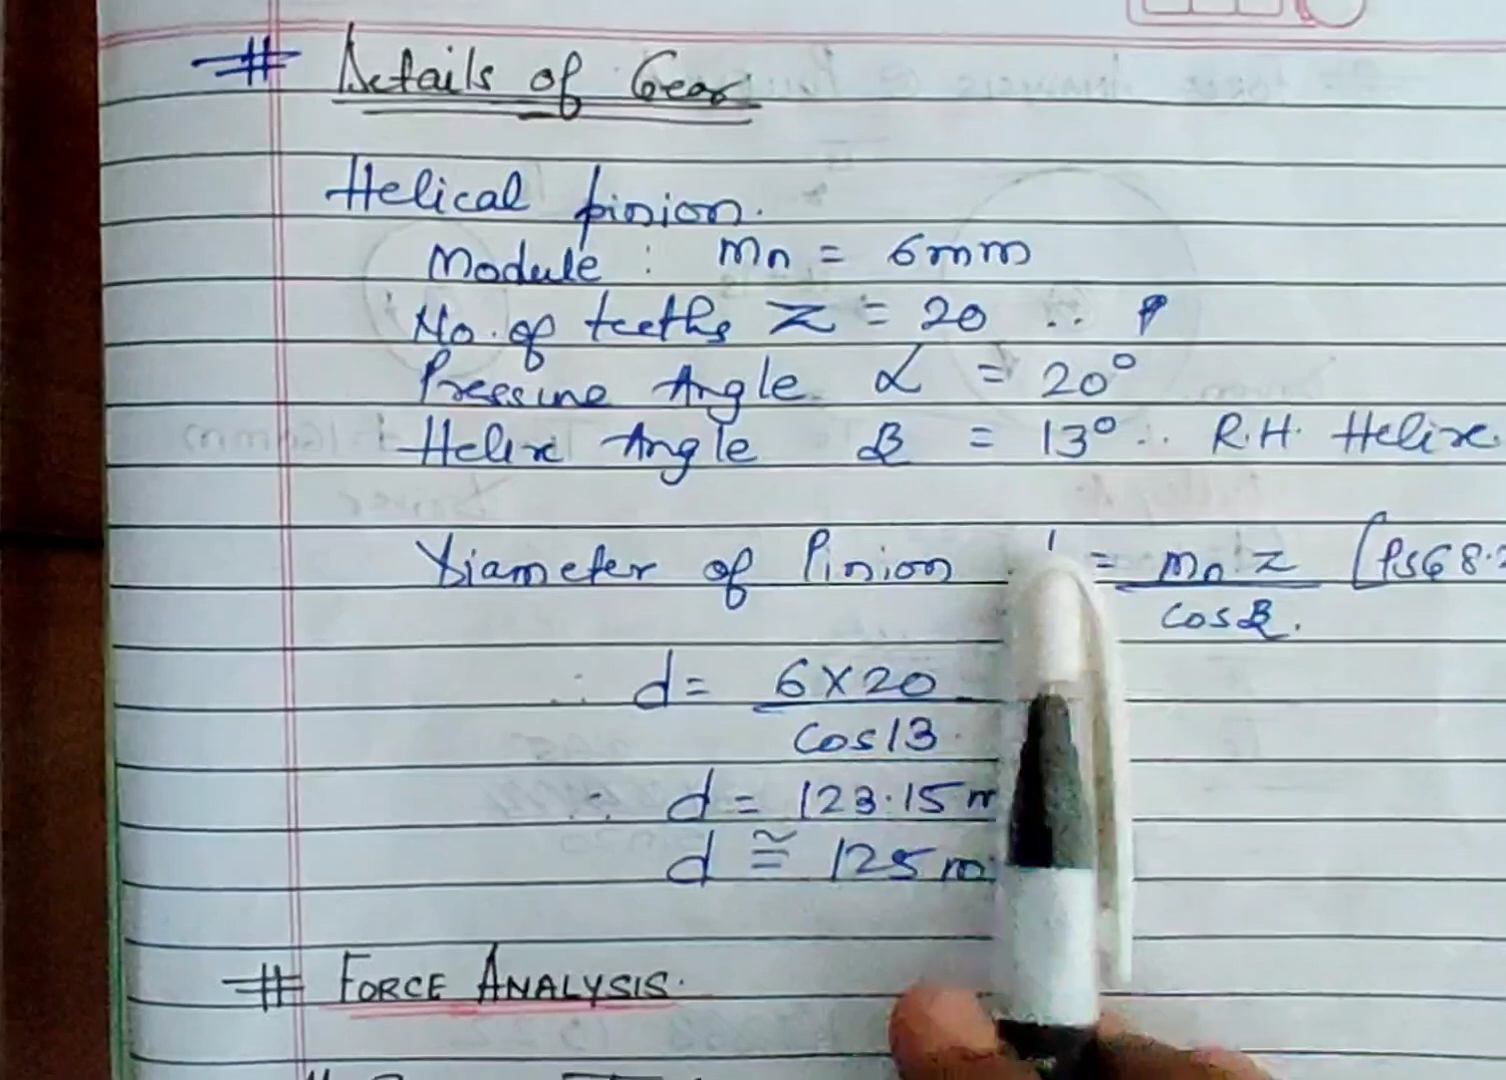 # Details of Gear
Helical pinion.
Module : mn = 6mm
No. of teeths Z = 20 ∴
Pressure Angle α = 20°
Helix Angle β = 13° ∴ R.H. Helix.
Diameter of Pinion = mn z
cosβ.
∴ d = 6×20
cos13
∴ d = 123.15 m
d ≅ 125 m
# FORCE ANALYSIS.